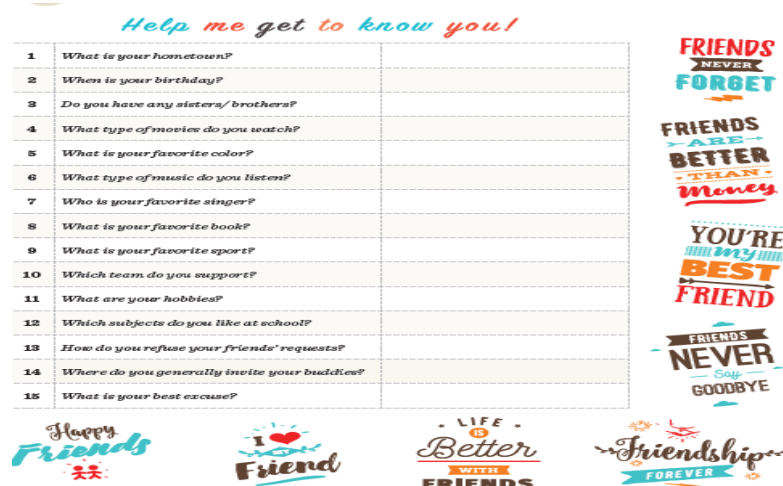 Help me get to know you!
1 What is your hometown?
2 When is your birthday?
3 Do you have any sisters/ brothers?
4 What type of movies do you watch?
5 What is your favorite color?
6 What type of music do you listen?
7 Who is your favorite singer?
8 What is your favorite book?
9 What is your favorite sport?
10 Which team do you support?
11 What are your hobbies?
12 Which subjects do you like at school?
13 How do you refuse your friends' requests?
14 Where do you generally invite your buddies?
15 What is your best excuse?
FRIENDS
NEVER
FORGET
FRIENDS
ARE
BETTER
THAN
Money
YOU'RE
my
BEST
FRIEND
FRIENDS
NEVER
Say
GOODBYE
Happy
Friends
I
Friend
LIFE
IS
Better
WITH
FRIENDS
Friendship
FOREVER